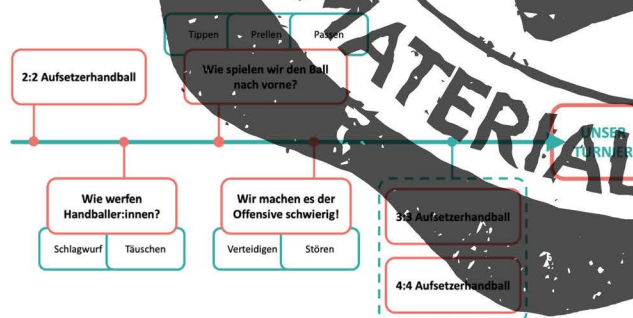 Tippen
Prellen
Passen
2:2 Aufsetzerhandball
Wie spielen wir den Ball
nach vorne?
ATERIAL
UNSER
TURNIER
Wie werfen
Handballer:innen?
Schlagwurf
Täuschen
Wir machen es der
Offensive schwierig!
Verteidigen
Stören
3:3 Aufsetzerhandball
4:4 Aufsetzerhandball